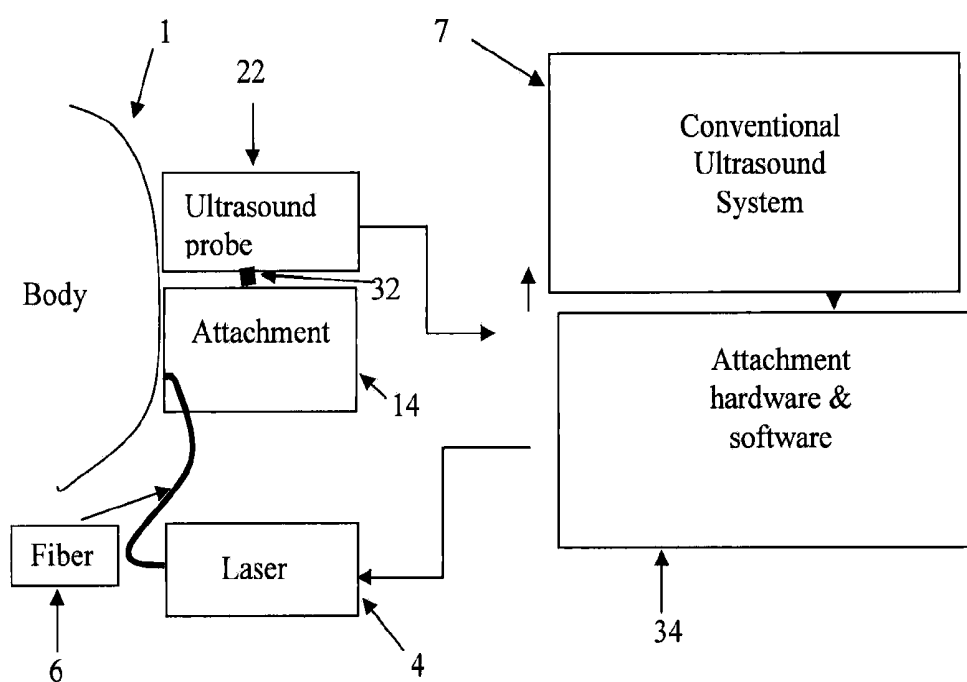 1
7
22
Conventional
Ultrasound
System
Ultrasound
probe
32
Body
Attachment
Attachment
hardware &
software
14
Fiber
Laser
6
4
34